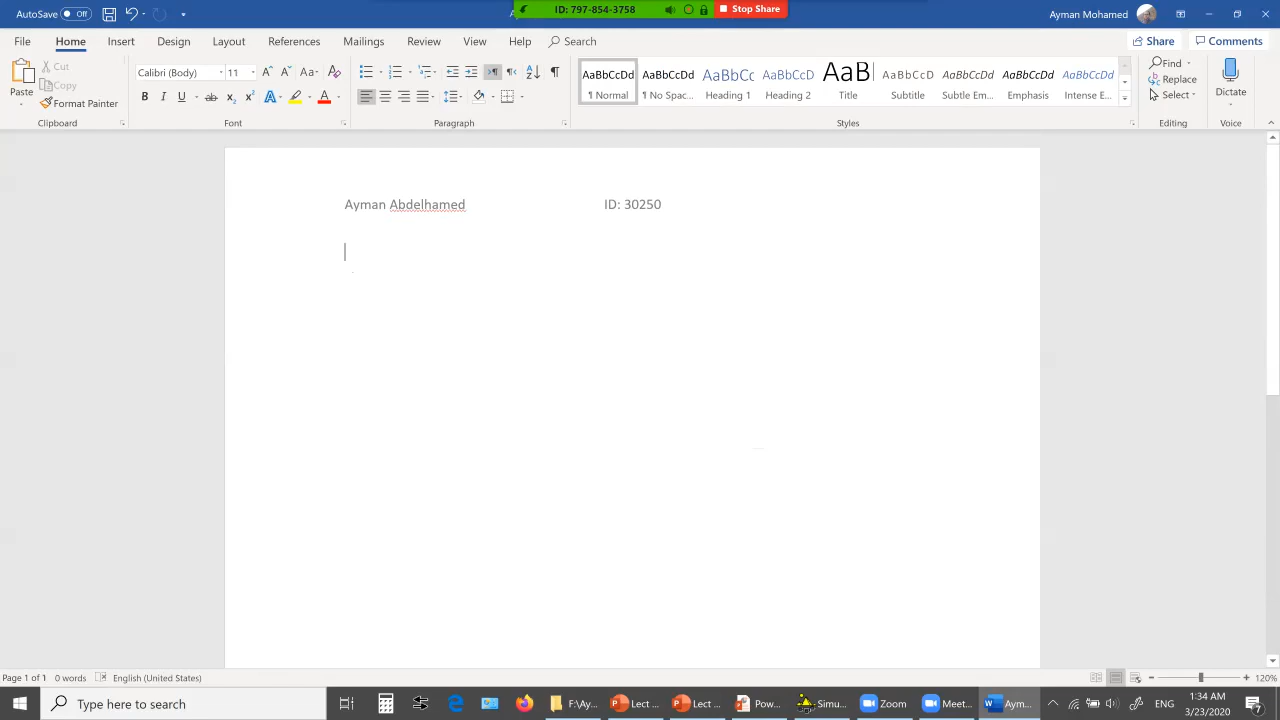 AutoSave Off
ID: 797-854-3758 Stop Share
Ayman Mohamed
File Home Insert Design Layout References Mailings Review View Help Search Share Comments
Paste Cut Copy Format Painter
Clipboard
Calibri (Body) 11 Aa
B I U ab x₂ x² A A
Font
Paragraph
AaBbCcDd AaBbCcDd AaBbCc AaBbCcD AaB AaBbCcD AaBbCcDd AaBbCcDd AaBbCcDd
¶ Normal ¶ No Spac... Heading 1 Heading 2 Title Subtitle Subtle Em... Emphasis Intense E...
Styles
Find Replace Select
Editing
Dictate
Voice
Ayman Abdelhamed ID: 30250
Page 1 of 1 0 words English (United States) 120%
Type here to search F:\Ay... Lect ... Lect ... Pow... Simu... Zoom Meet... Aym... ENG 1:34 AM 3/23/2020 7